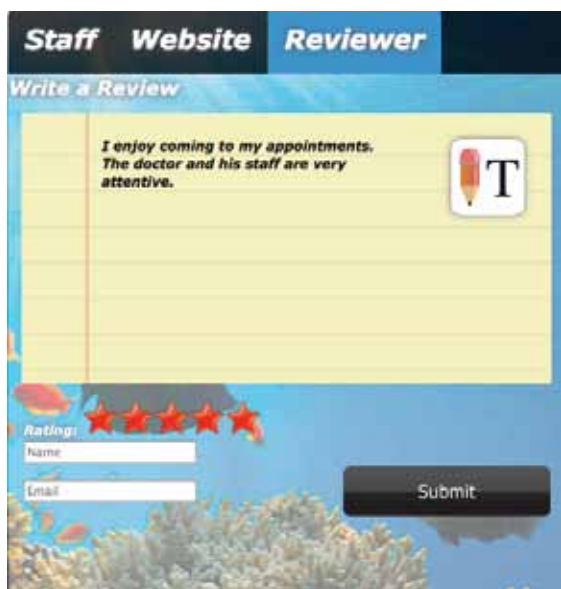 Staff Website Reviewer
Write a Review
I enjoy coming to my appointments.
The doctor and his staff are very
attentive.
T
Rating:
Name
Email
Submit